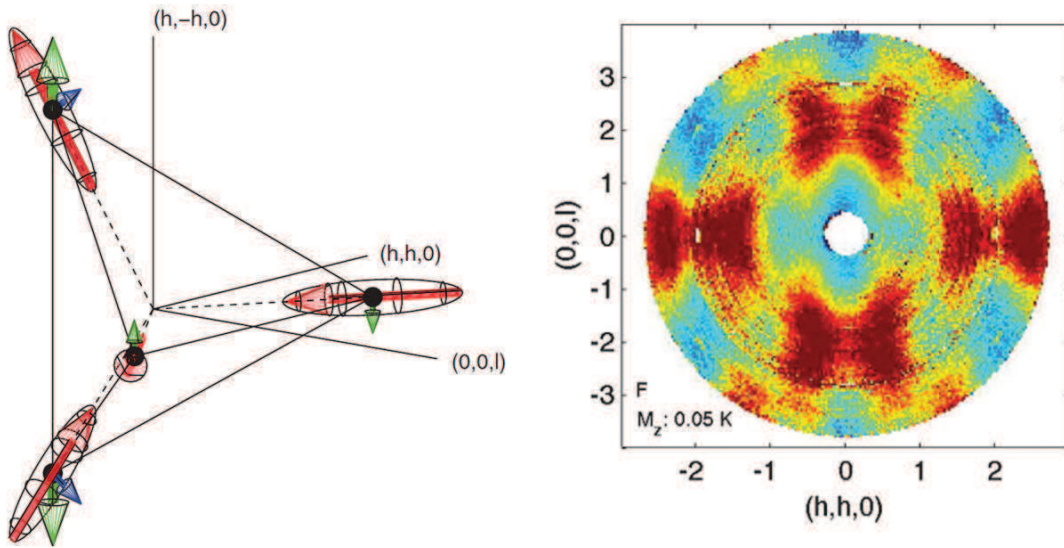 (h,−h,0)
(h,h,0)
(0,0,l)
(0,0,l)
3
2
1
0
-1
-2
-3
F
M_z: 0.05 K
-2 -1 0 1 2
(h,h,0)